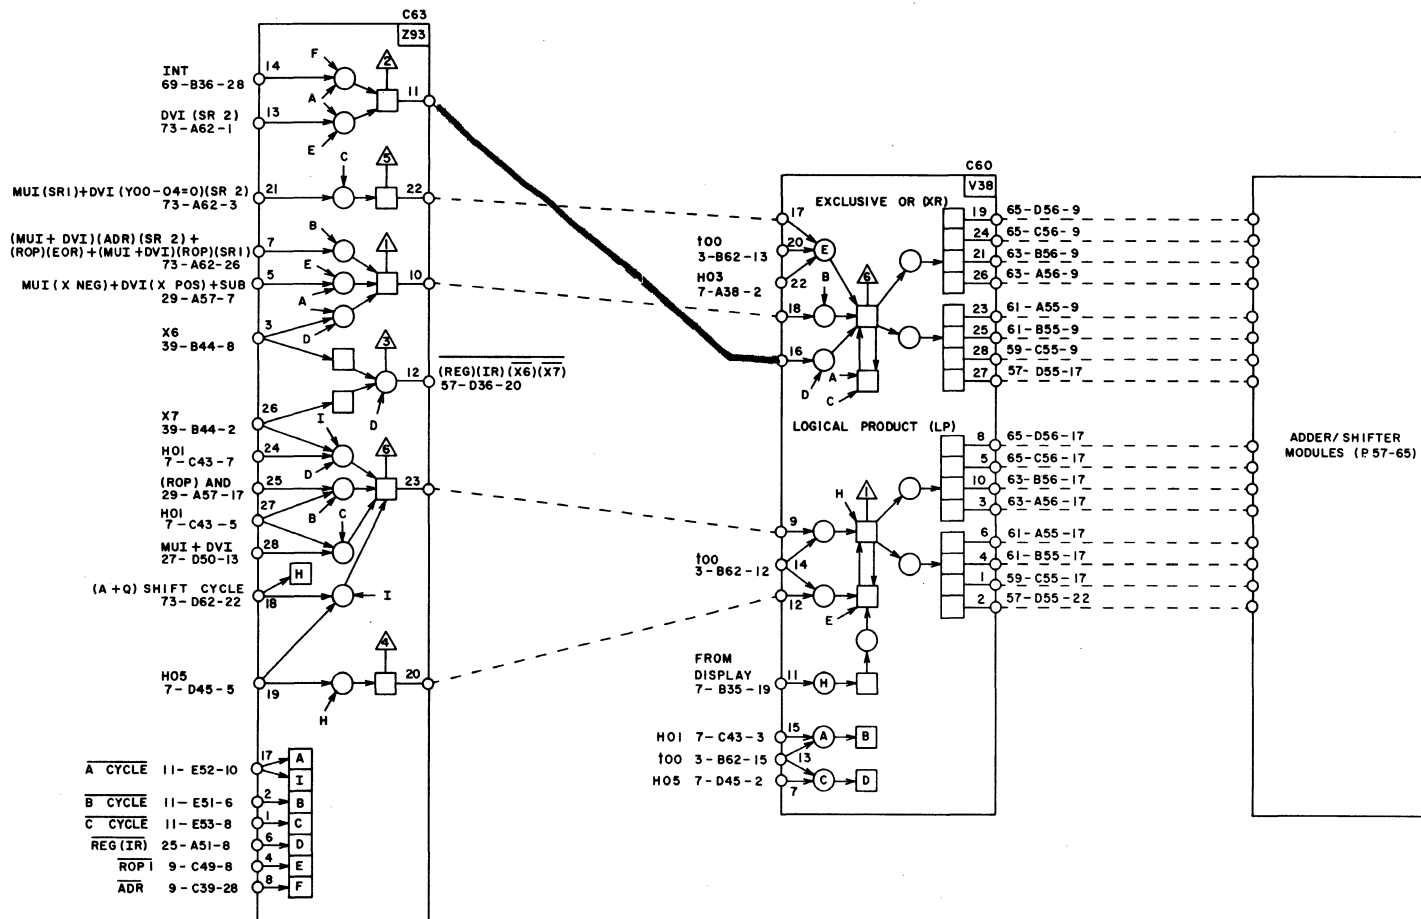 C63
Z93
INT
69-B36-28
14
F
2
A
11
DVI (SR 2)
73-A62-1
13
E
C
5
MUI(SR1)+DVI(Y00-04=0)(SR 2)
73-A62-3
21
22
B
(MUI+ DVI)(ADR)(SR 2)+
(ROP)(EOR)+(MUI+DVI)(ROP)(SR1)
73-A62-26
7
1
E
MUI(X NEG)+DVI(X POS)+SUB
29-A57-7
5
10
A
D
X6
39-B44-8
3
3
12
(REG)(IR)(X6)(X7)
57-D36-20
D
X7
39-B44-2
26
I
H01
7-C43-7
24
D
6
(ROP) AND
29-A57-17
25
23
B
C
H01
7-C43-5
27
MUI+DVI
27-D50-13
28
H
(A+Q) SHIFT CYCLE
73-D62-22
18
I
H05
7-D45-5
19
4
20
H
17
A
I
A CYCLE 11-E52-10
B CYCLE 11-E51-6
2
B
C CYCLE 11-E53-8
1
C
REG(IR) 25-A51-8
6
D
ROP1 9-C49-8
4
E
ADR 9-C39-28
8
F
C60
V38
EXCLUSIVE OR (XR)
17
t00
3-B62-13
20
E
H03
7-A38-2
22
B
6
18
16
D
A
C
19
65-D56-9
24
65-C56-9
21
63-B56-9
26
63-A56-9
23
61-A55-9
25
61-B55-9
28
59-C55-9
27
57-D55-17
LOGICAL PRODUCT (LP)
H
1
9
t00
3-B62-12
14
12
E
8
65-D56-17
5
65-C56-17
10
63-B56-17
3
63-A56-17
6
61-A55-17
4
61-B55-17
1
59-C55-17
2
57-D55-22
FROM
DISPLAY
7-B35-19
11
H
H01 7-C43-3
15
A
B
t00 3-B62-15
13
H05 7-D45-2
7
C
D
ADDER/SHIFTER
MODULES (P.57-65)